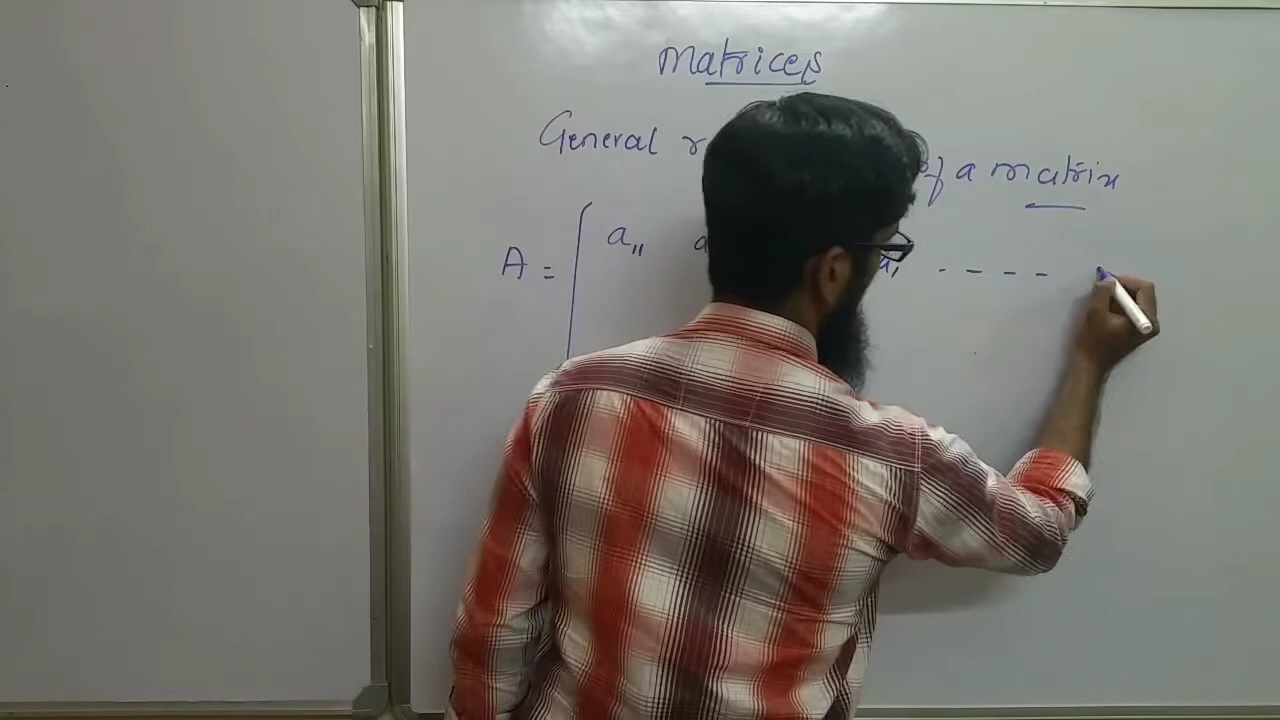 Matrices
General r of a matrix
A = [ a₁₁ a a₁ . - - - -